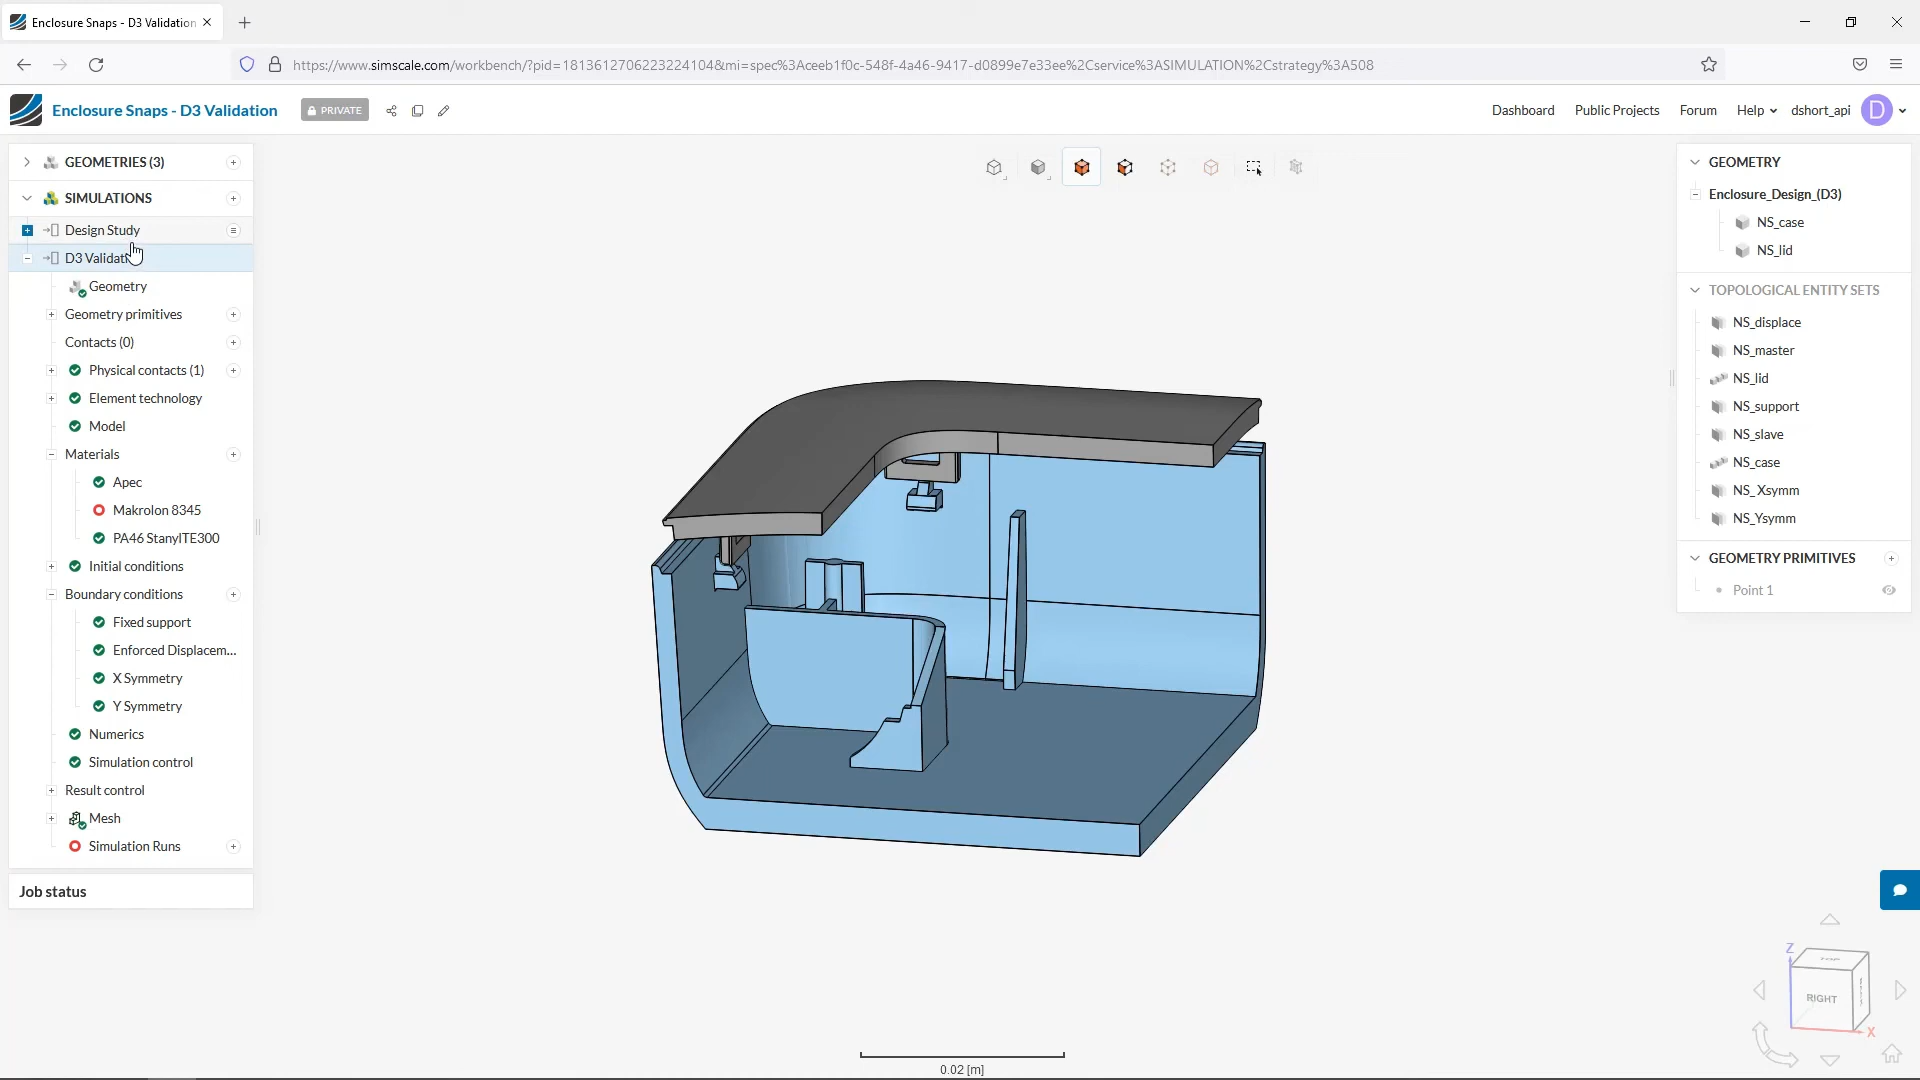 Enclosure Snaps - D3 Validation
https://www.simscale.com/workbench/?pid=1813612706223224104&mi=spec%3Aceeb1f0c-548f-4a46-9417-d0899e7e33ee%2Cservice%3ASIMULATION%2Cstrategy%3A508
Enclosure Snaps - D3 Validation
PRIVATE
Dashboard
Public Projects
Forum
Help
dshort_api
D
GEOMETRIES (3)
SIMULATIONS
Design Study
D3 Validati
Geometry
Geometry primitives
Contacts (0)
Physical contacts (1)
Element technology
Model
Materials
Apec
Makrolon 8345
PA46 StanylTE300
Initial conditions
Boundary conditions
Fixed support
Enforced Displacem...
X Symmetry
Y Symmetry
Numerics
Simulation control
Result control
Mesh
Simulation Runs
Job status
GEOMETRY
Enclosure_Design_(D3)
NS_case
NS_lid
TOPOLOGICAL ENTITY SETS
NS_displace
NS_master
NS_lid
NS_support
NS_slave
NS_case
NS_Xsymm
NS_Ysymm
GEOMETRY PRIMITIVES
Point 1
Z
TOP
RIGHT
X
0.02 [m]